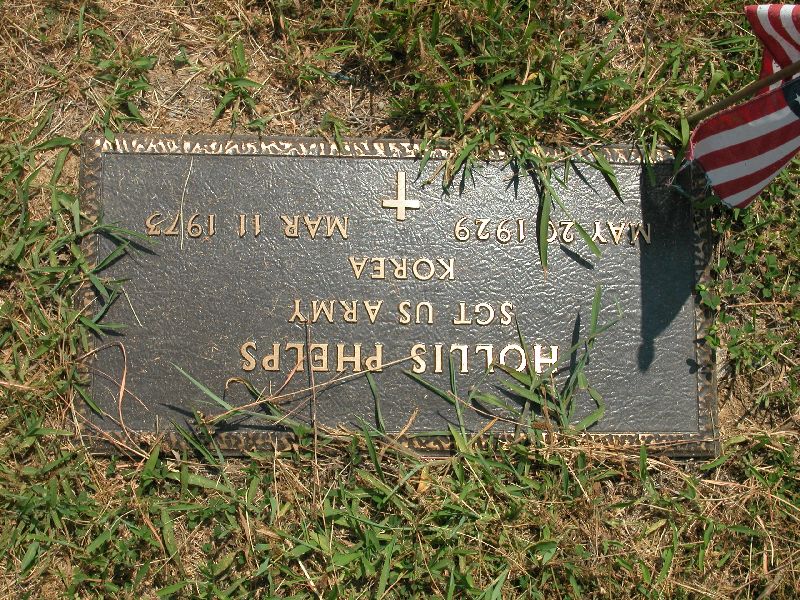 HOLLIS PHELPS
SGT US ARMY
KOREA
MAY 20 1929 MAR 11 1973